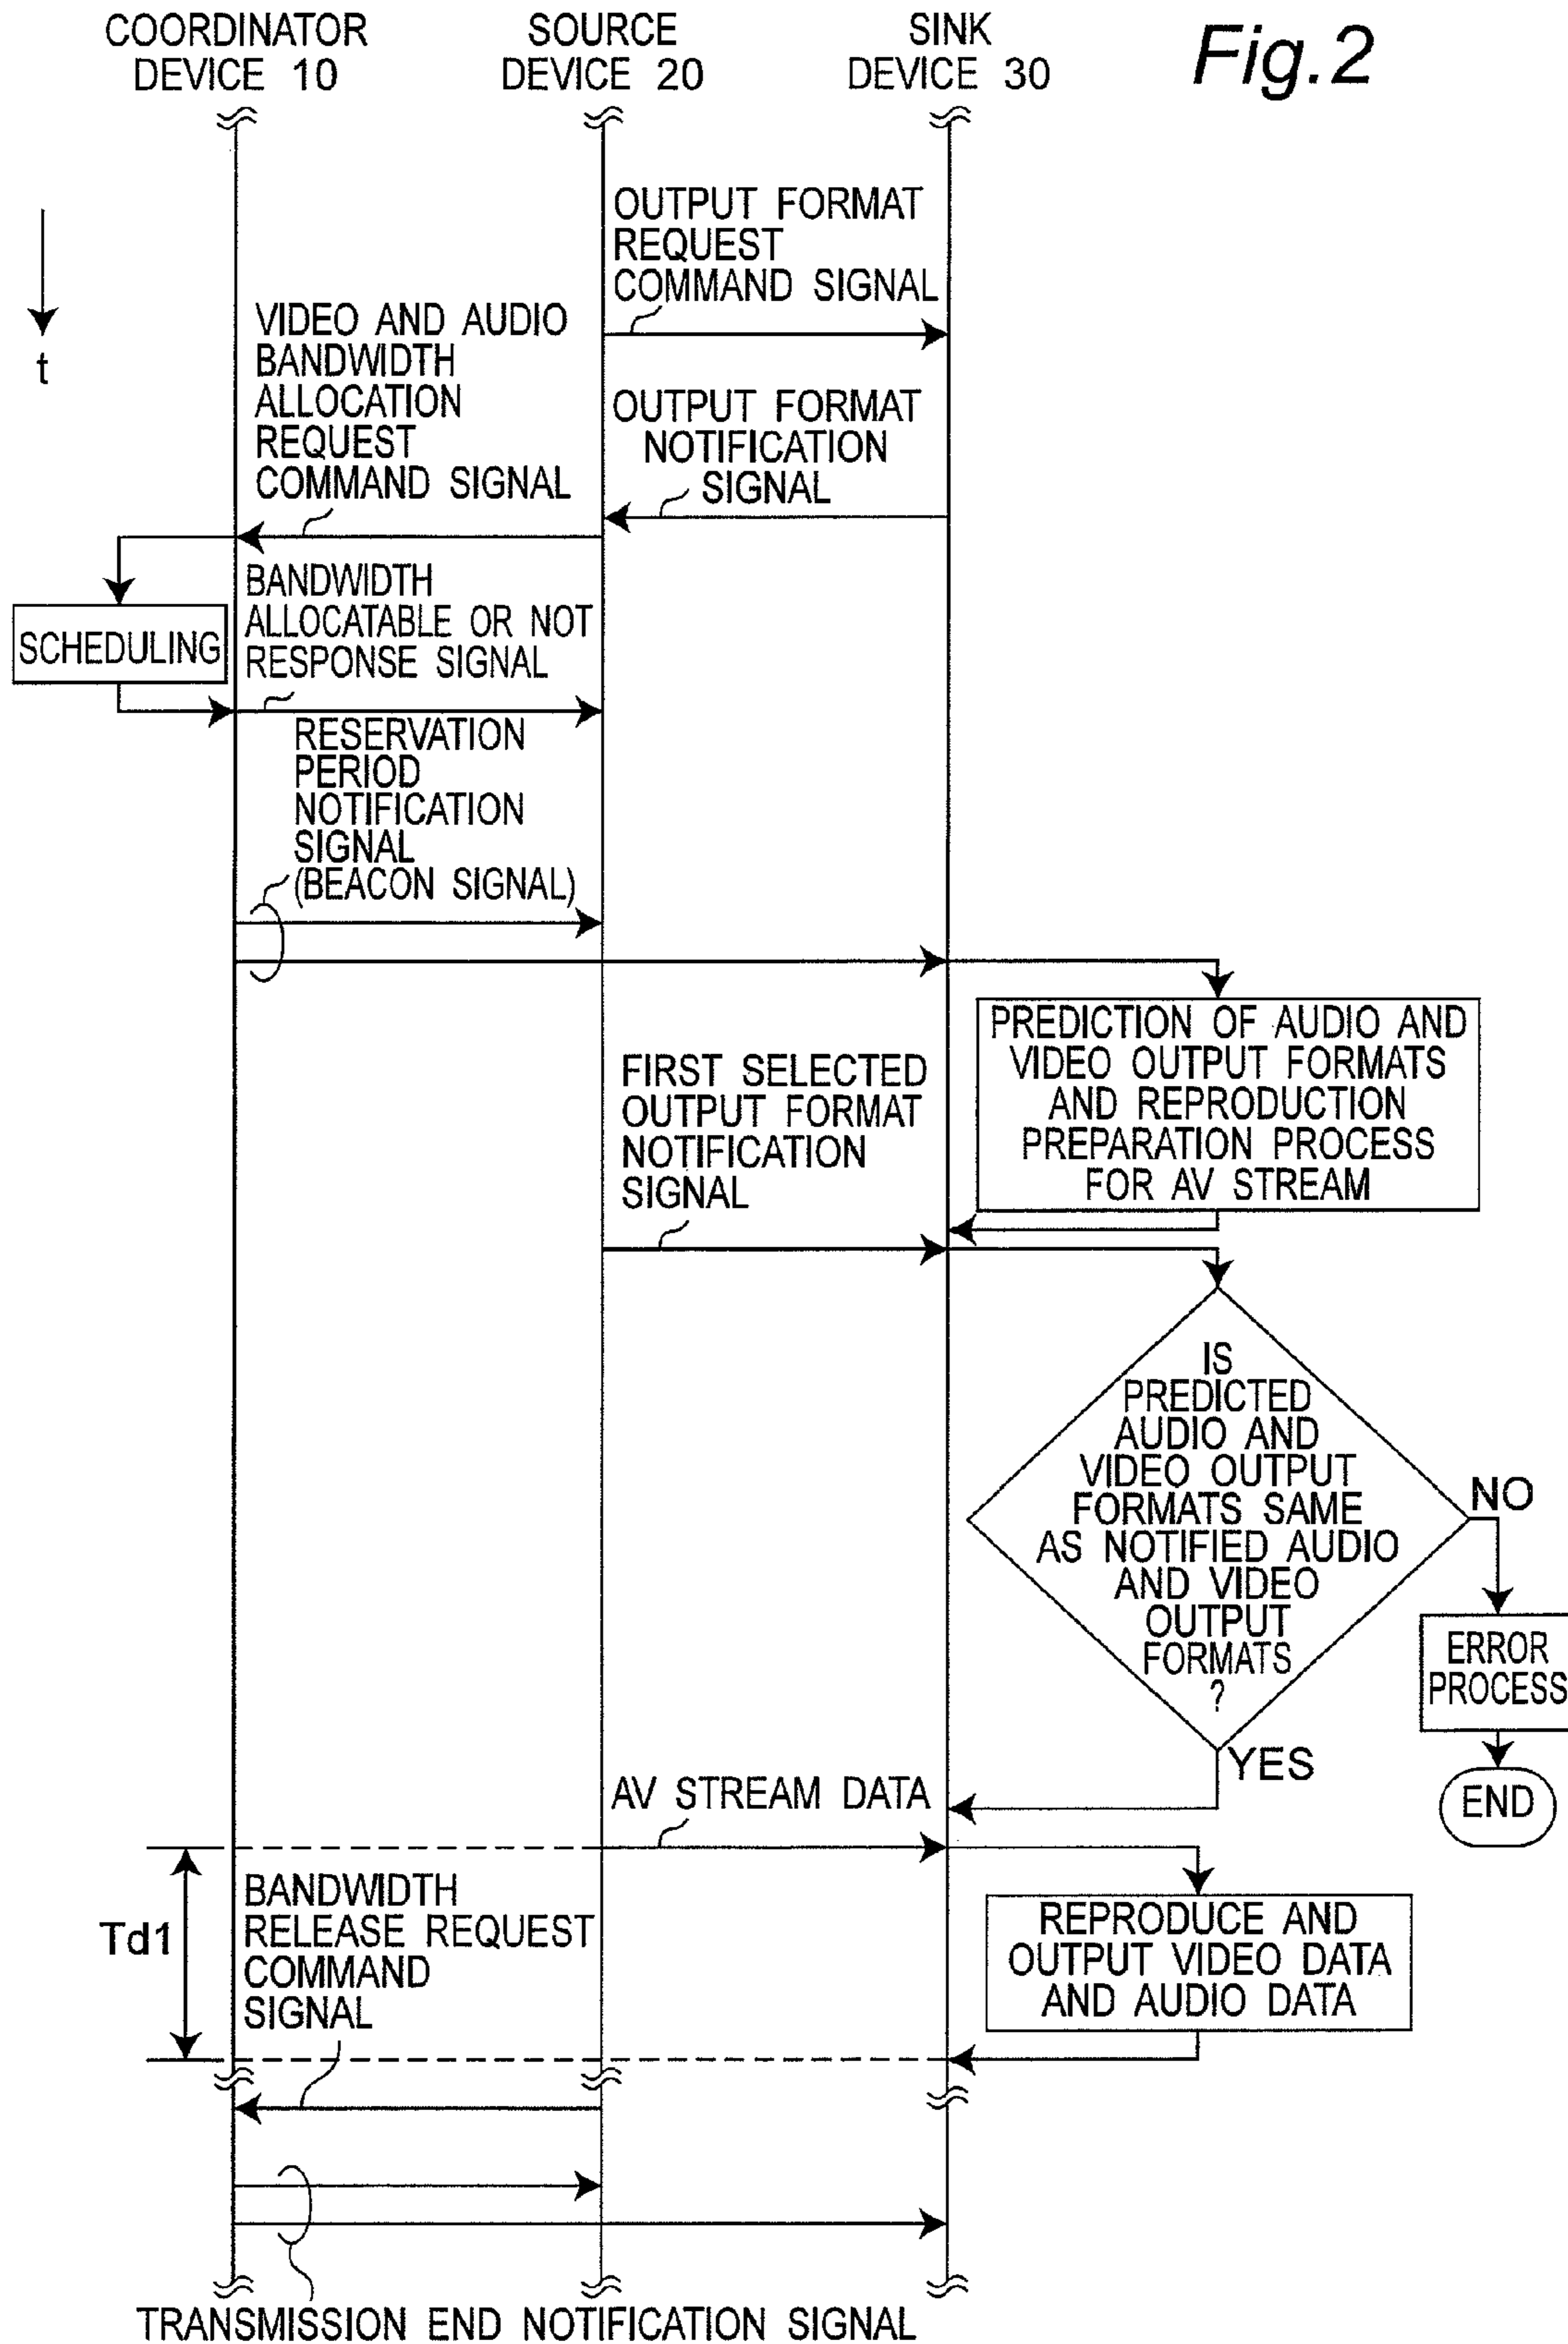 COORDINATOR
DEVICE 10
SOURCE
DEVICE 20
SINK
DEVICE 30
Fig.2
t
OUTPUT FORMAT
REQUEST
COMMAND SIGNAL
VIDEO AND AUDIO
BANDWIDTH
ALLOCATION
REQUEST
COMMAND SIGNAL
OUTPUT FORMAT
NOTIFICATION
SIGNAL
SCHEDULING
BANDWIDTH
ALLOCATABLE OR NOT
RESPONSE SIGNAL
RESERVATION
PERIOD
NOTIFICATION
SIGNAL
(BEACON SIGNAL)
PREDICTION OF AUDIO AND
VIDEO OUTPUT FORMATS
AND REPRODUCTION
PREPARATION PROCESS
FOR AV STREAM
FIRST SELECTED
OUTPUT FORMAT
NOTIFICATION
SIGNAL
IS
PREDICTED
AUDIO AND
VIDEO OUTPUT
FORMATS SAME
AS NOTIFIED AUDIO
AND VIDEO
OUTPUT
FORMATS
?
NO
ERROR
PROCESS
END
YES
AV STREAM DATA
Td1
BANDWIDTH
RELEASE REQUEST
COMMAND
SIGNAL
REPRODUCE AND
OUTPUT VIDEO DATA
AND AUDIO DATA
TRANSMISSION END NOTIFICATION SIGNAL